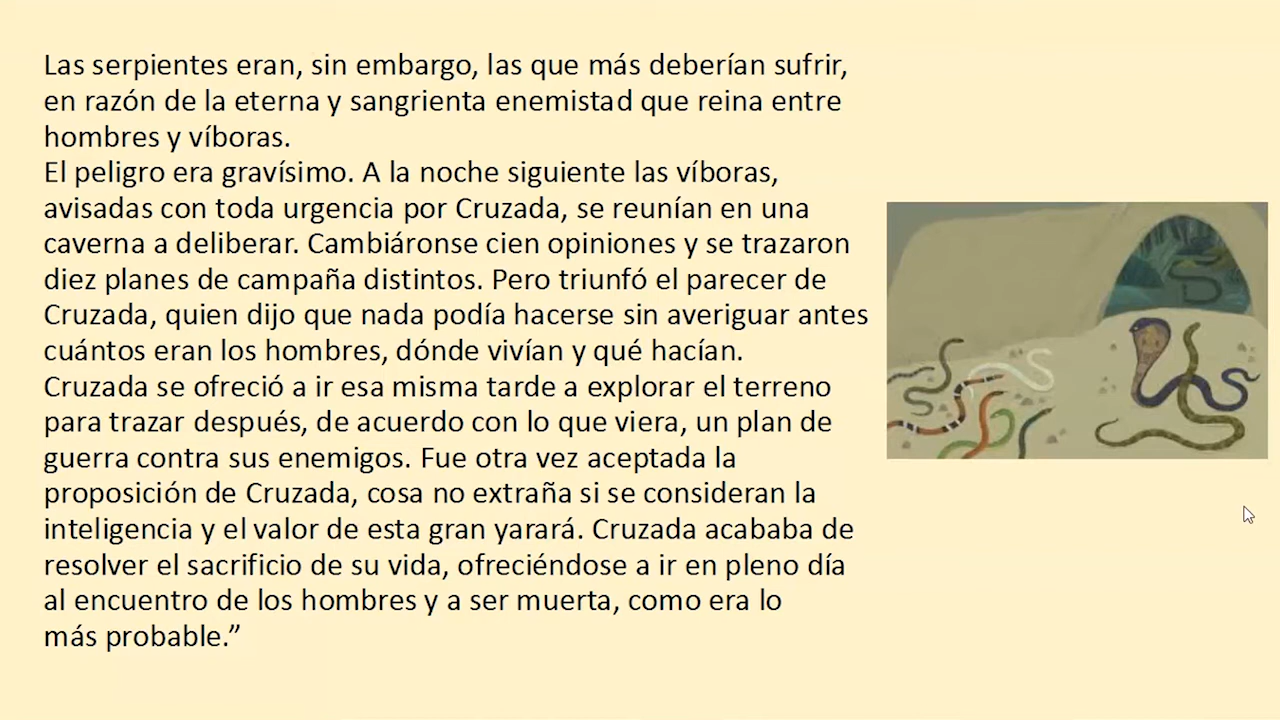 Las serpientes eran, sin embargo, las que más deberían sufrir,
en razón de la eterna y sangrienta enemistad que reina entre
hombres y víboras.
El peligro era gravísimo. A la noche siguiente las víboras,
avisadas con toda urgencia por Cruzada, se reunían en una
caverna a deliberar. Cambiáronse cien opiniones y se trazaron
diez planes de campaña distintos. Pero triunfó el parecer de
Cruzada, quien dijo que nada podía hacerse sin averiguar antes
cuántos eran los hombres, dónde vivían y qué hacían.
Cruzada se ofreció a ir esa misma tarde a explorar el terreno
para trazar después, de acuerdo con lo que viera, un plan de
guerra contra sus enemigos. Fue otra vez aceptada la
proposición de Cruzada, cosa no extraña si se consideran la
inteligencia y el valor de esta gran yarará. Cruzada acababa de
resolver el sacrificio de su vida, ofreciéndose a ir en pleno día
al encuentro de los hombres y a ser muerta, como era lo
más probable.”